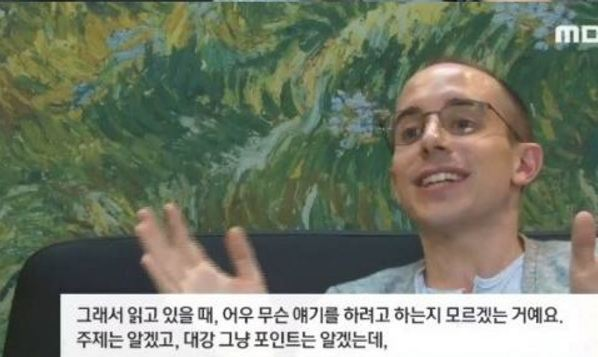 MB
그래서 읽고 있을 때, 어우 무슨 얘기를 하려고 하는지 모르겠는 거예요.
주제는 알겠고, 대강 그냥 포인트는 알겠는데,